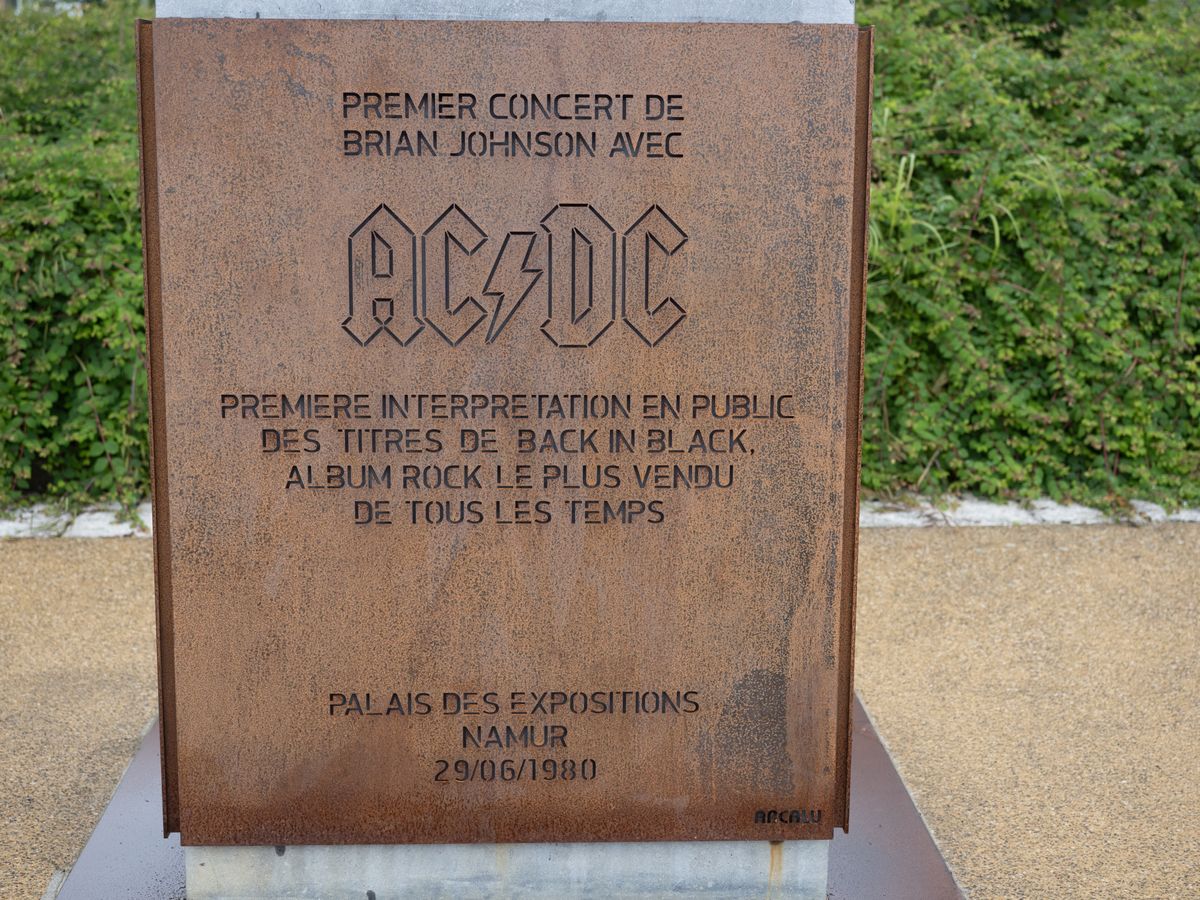 PREMIER CONCERT DE
BRIAN JOHNSON AVEC
AC⚡DC
PREMIERE INTERPRETATION EN PUBLIC
DES TITRES DE BACK IN BLACK,
ALBUM ROCK LE PLUS VENDU
DE TOUS LES TEMPS
PALAIS DES EXPOSITIONS
NAMUR
29/06/1980
ARCALU